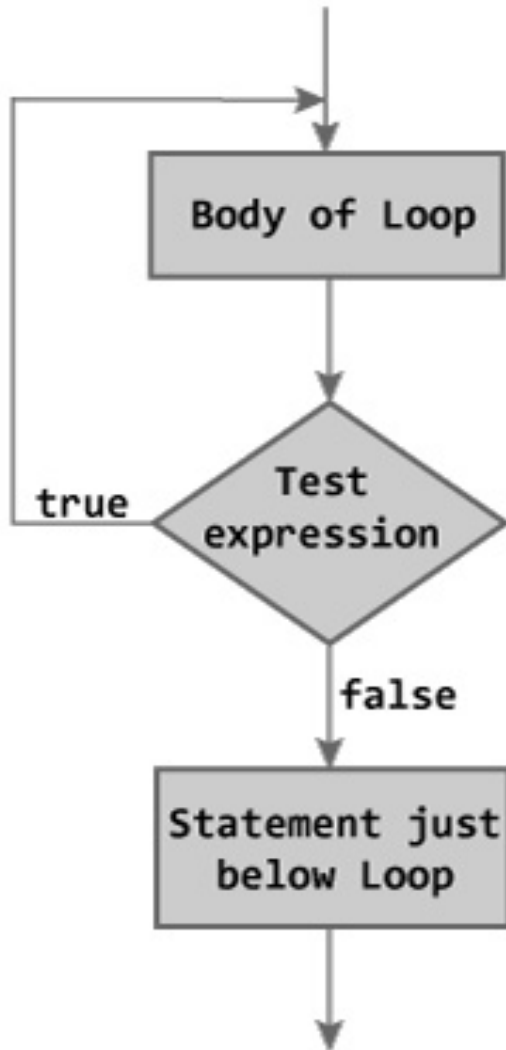 Body of Loop
Test
expression
true
false
Statement just
below Loop